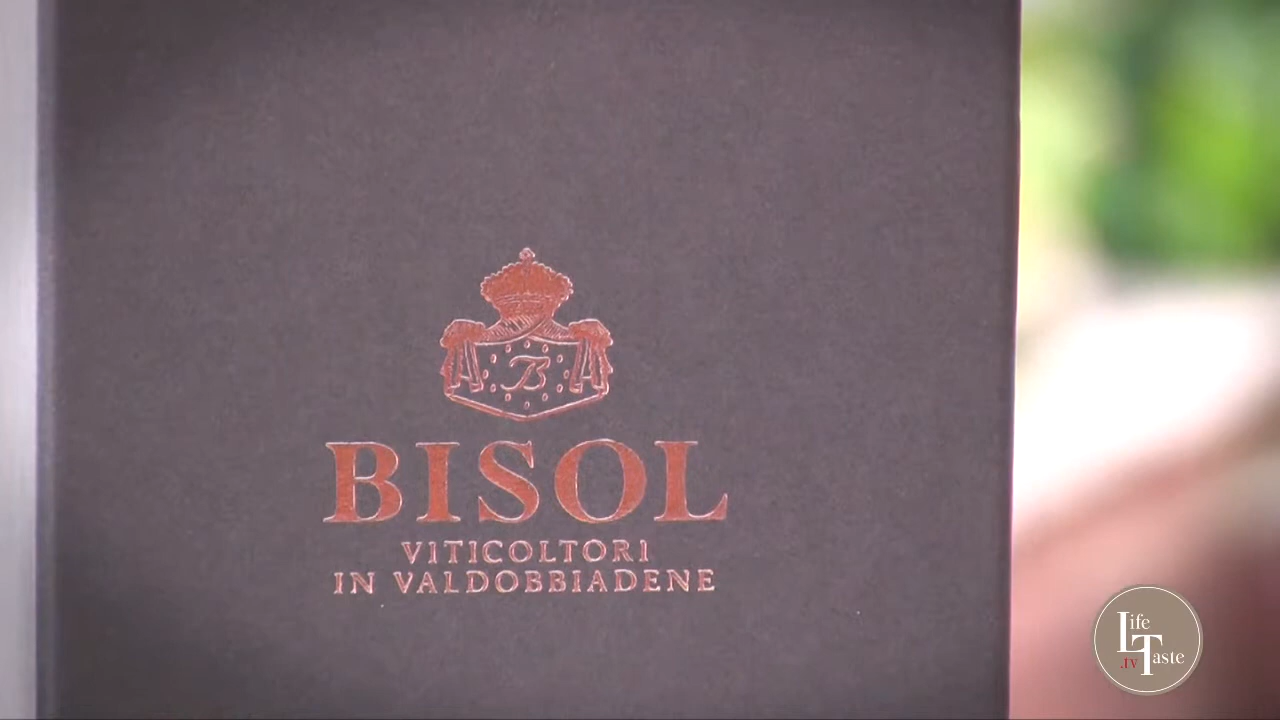 B
BISOL
VITICOLTORI
IN VALDOBBIADENE
Life
Taste
.TV